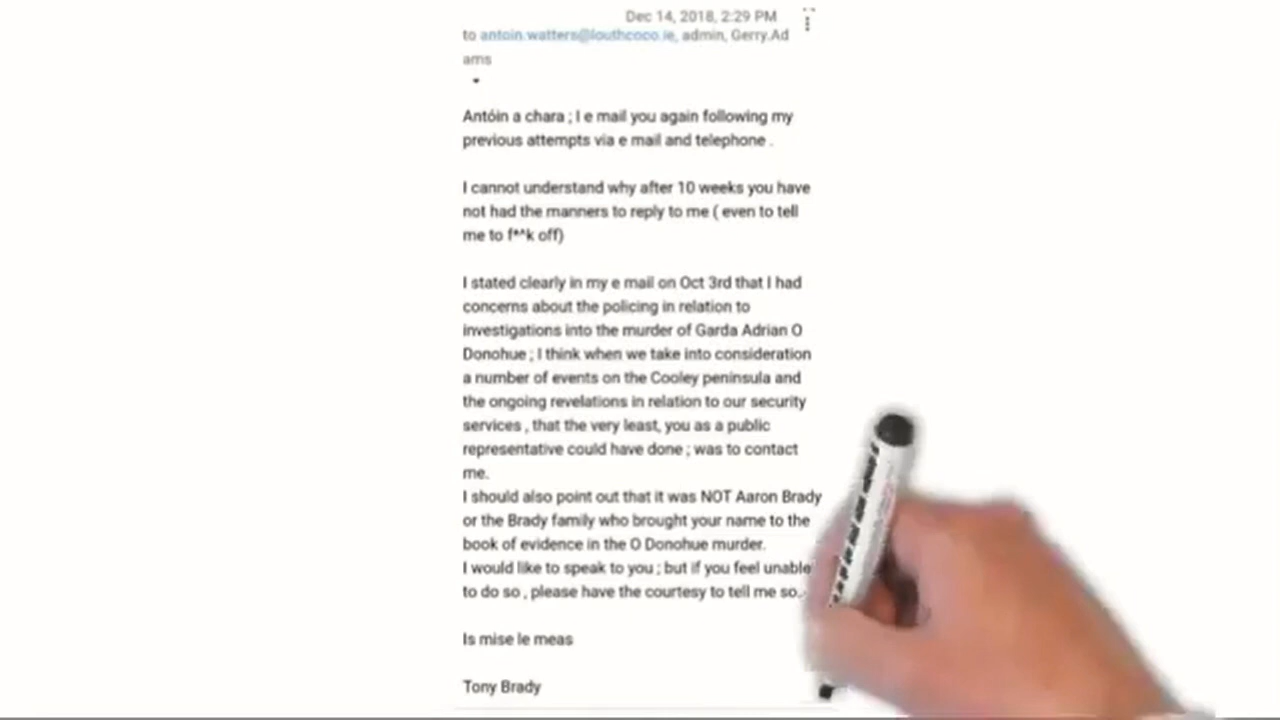 Dec 14, 2018, 2:29 PM
to antoin.watters@louthcoco.ie, admin, Gerry.Ad
ams
Antóin a chara ; I e mail you again following my
previous attempts via e mail and telephone .
I cannot understand why after 10 weeks you have
not had the manners to reply to me ( even to tell
me to f**k off)
I stated clearly in my e mail on Oct 3rd that I had
concerns about the policing in relation to
investigations into the murder of Garda Adrian O
Donohue ; I think when we take into consideration
a number of events on the Cooley peninsula and
the ongoing revelations in relation to our security
services , that the very least, you as a public
representative could have done ; was to contact
me.
I should also point out that it was NOT Aaron Brady
or the Brady family who brought your name to the
book of evidence in the O Donohue murder.
I would like to speak to you ; but if you feel unable
to do so , please have the courtesy to tell me so.
Is mise le meas
Tony Brady